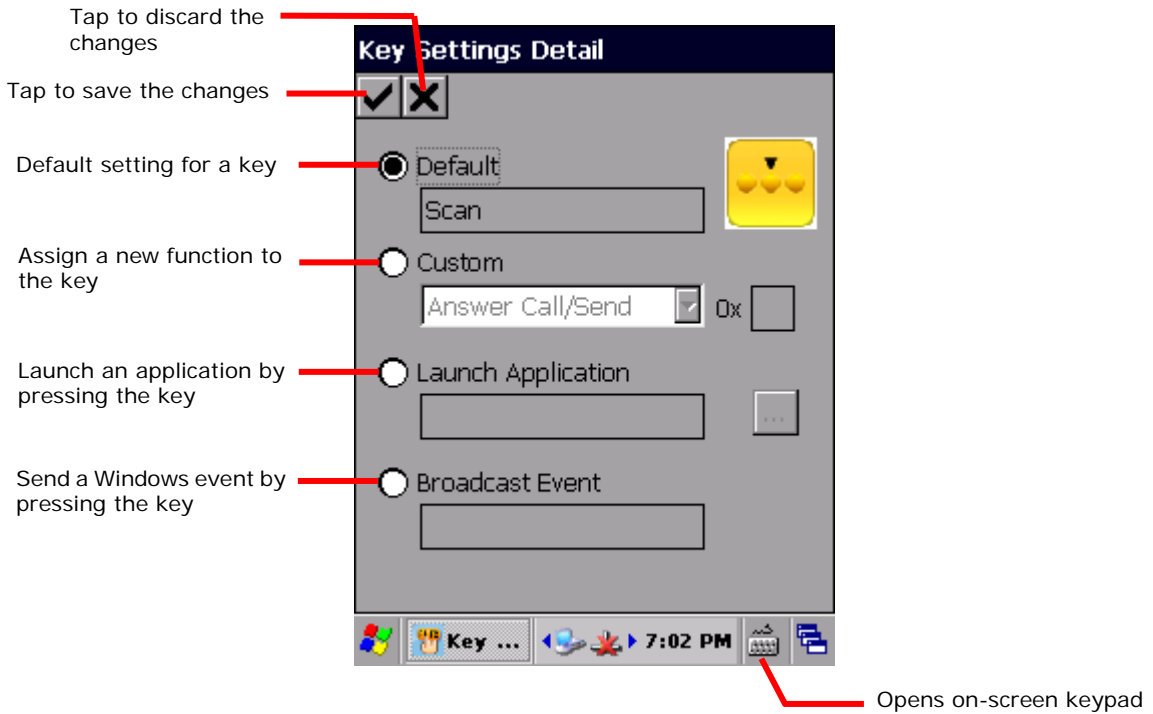 Tap to discard the
changes
Key Settings Detail
Tap to save the changes
Default setting for a key
Default
Scan
Assign a new function to
the key
Custom
Answer Call/Send
0x
Launch an application by
pressing the key
Launch Application
...
Send a Windows event by
pressing the key
Broadcast Event
Key ...
7:02 PM
Opens on-screen keypad